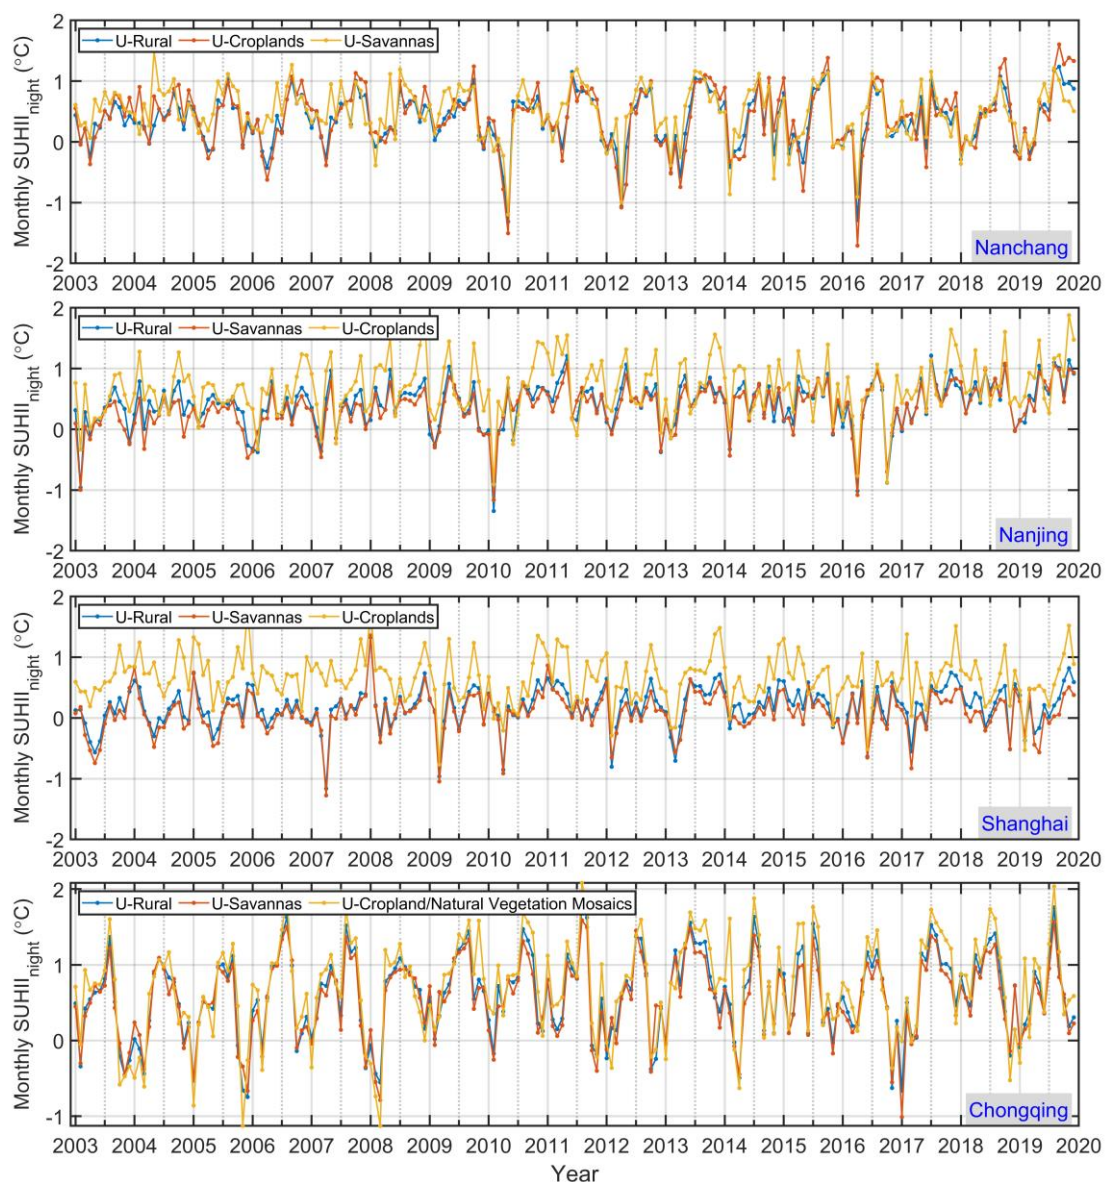 Monthly SUHII_night (°C)
U-Rural U-Croplands U-Savannas
2
1
0
-1
-2
Nanchang
2003 2004 2005 2006 2007 2008 2009 2010 2011 2012 2013 2014 2015 2016 2017 2018 2019 2020
Monthly SUHII_night (°C)
U-Rural U-Savannas U-Croplands
2
1
0
-1
-2
Nanjing
2003 2004 2005 2006 2007 2008 2009 2010 2011 2012 2013 2014 2015 2016 2017 2018 2019 2020
Monthly SUHII_night (°C)
U-Rural U-Savannas U-Croplands
2
1
0
-1
-2
Shanghai
2003 2004 2005 2006 2007 2008 2009 2010 2011 2012 2013 2014 2015 2016 2017 2018 2019 2020
Monthly SUHII_night (°C)
U-Rural U-Savannas U-Cropland/Natural Vegetation Mosaics
2
1
0
-1
Chongqing
2003 2004 2005 2006 2007 2008 2009 2010 2011 2012 2013 2014 2015 2016 2017 2018 2019 2020
Year